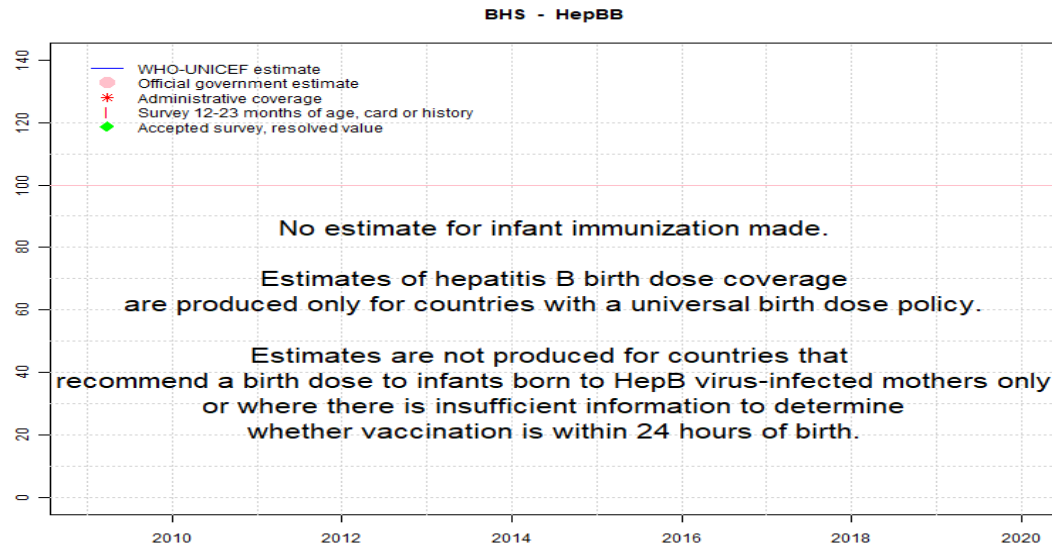 BHS - HepBB
140
120
100
80
60
40
20
0
WHO-UNICEF estimate
Official government estimate
Administrative coverage
Survey 12-23 months of age, card or history
Accepted survey, resolved value
No estimate for infant immunization made.
Estimates of hepatitis B birth dose coverage
are produced only for countries with a universal birth dose policy.
Estimates are not produced for countries that
recommend a birth dose to infants born to HepB virus-infected mothers only
or where there is insufficient information to determine
whether vaccination is within 24 hours of birth.
2010 2012 2014 2016 2018 2020